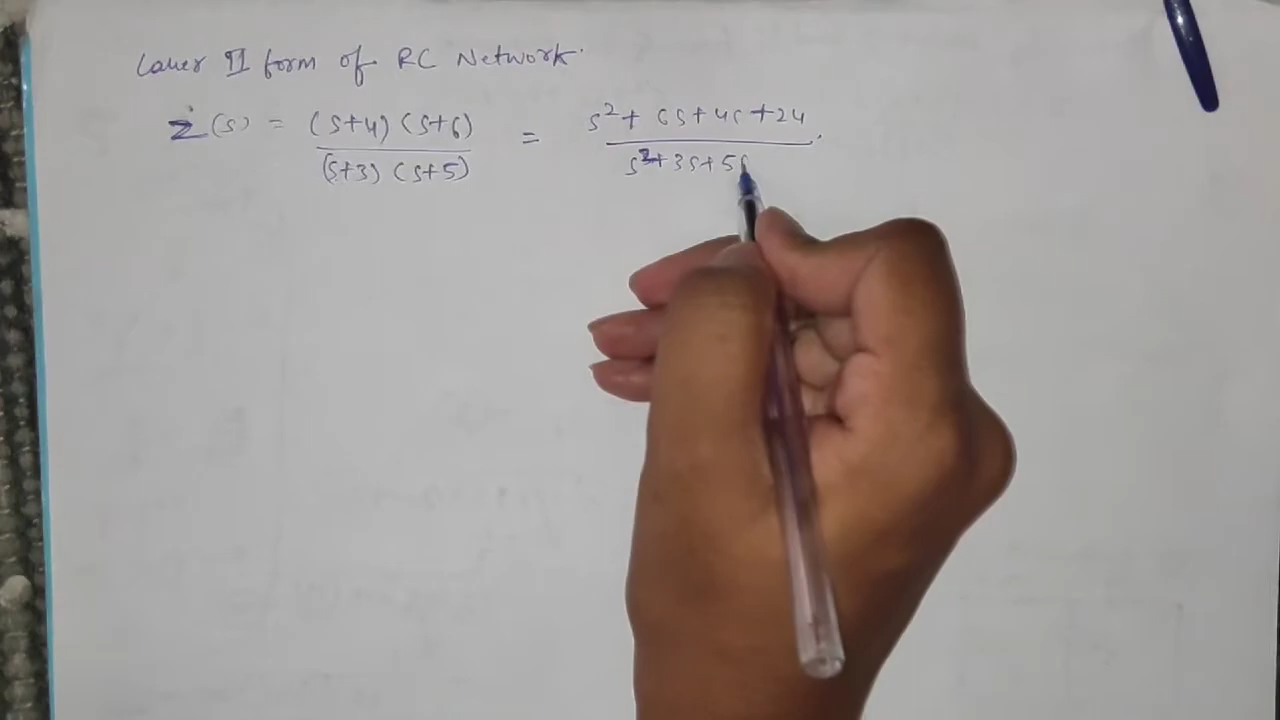 Cauer II form of RC Network.
Z(s) = (s+4) (s+6) / (s+3) (s+5) = s² + 6s + 4s + 24 / s² + 3s + 5s